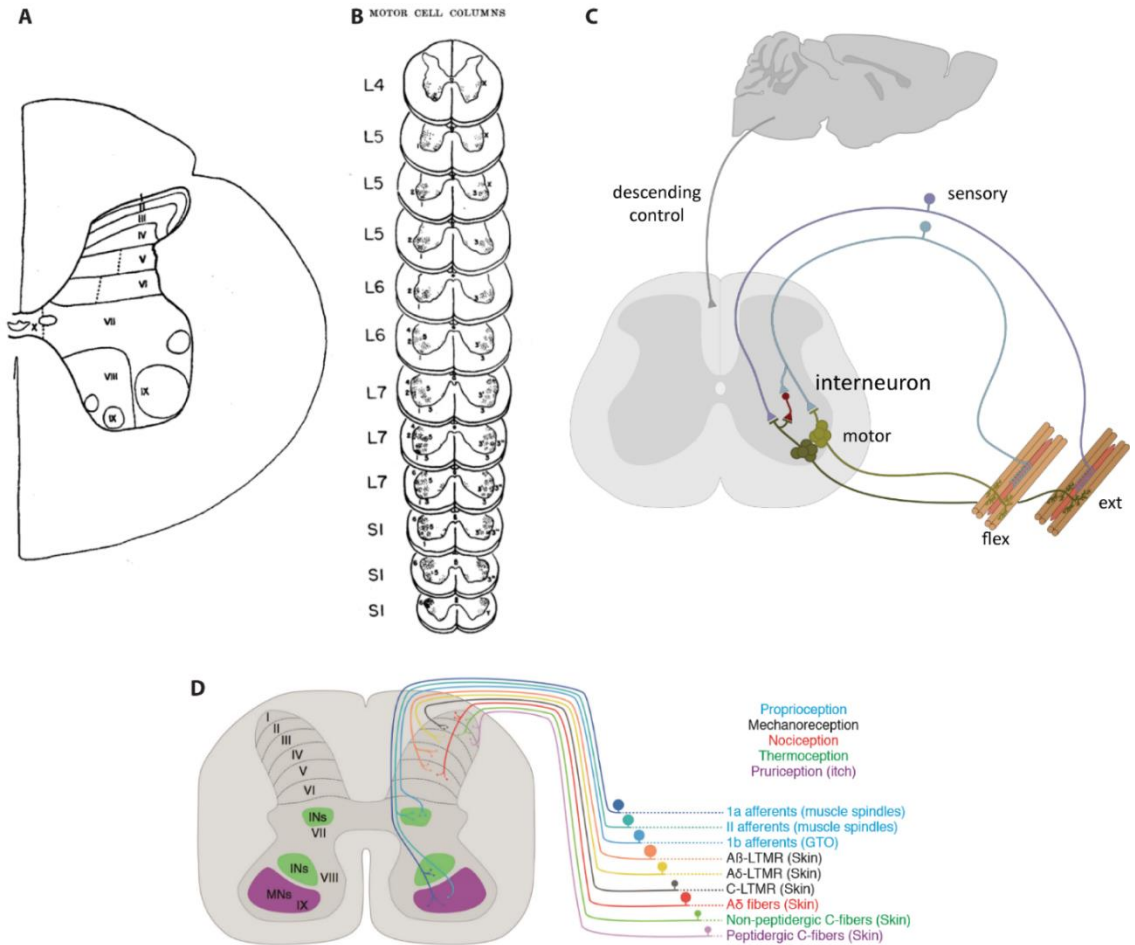 A
III
IV
V
VI
X
VII
VIII
IX
IX
B
MOTOR CELL COLUMNS
L4
L5
L5
L5
L6
L6
L7
L7
L7
S1
S1
S1
C
descending
control
sensory
interneuron
motor
flex
ext
D
I
II
III
IV
V
VI
INs
VII
INs
VIII
MNs
IX
Proprioception
Mechanoreception
Nociception
Thermoception
Pruriception (itch)
1a afferents (muscle spindles)
II afferents (muscle spindles)
1b afferents (GTO)
Aß-LTMR (Skin)
Aδ-LTMR (Skin)
C-LTMR (Skin)
Aδ fibers (Skin)
Non-peptidergic C-fibers (Skin)
Peptidergic C-fibers (Skin)